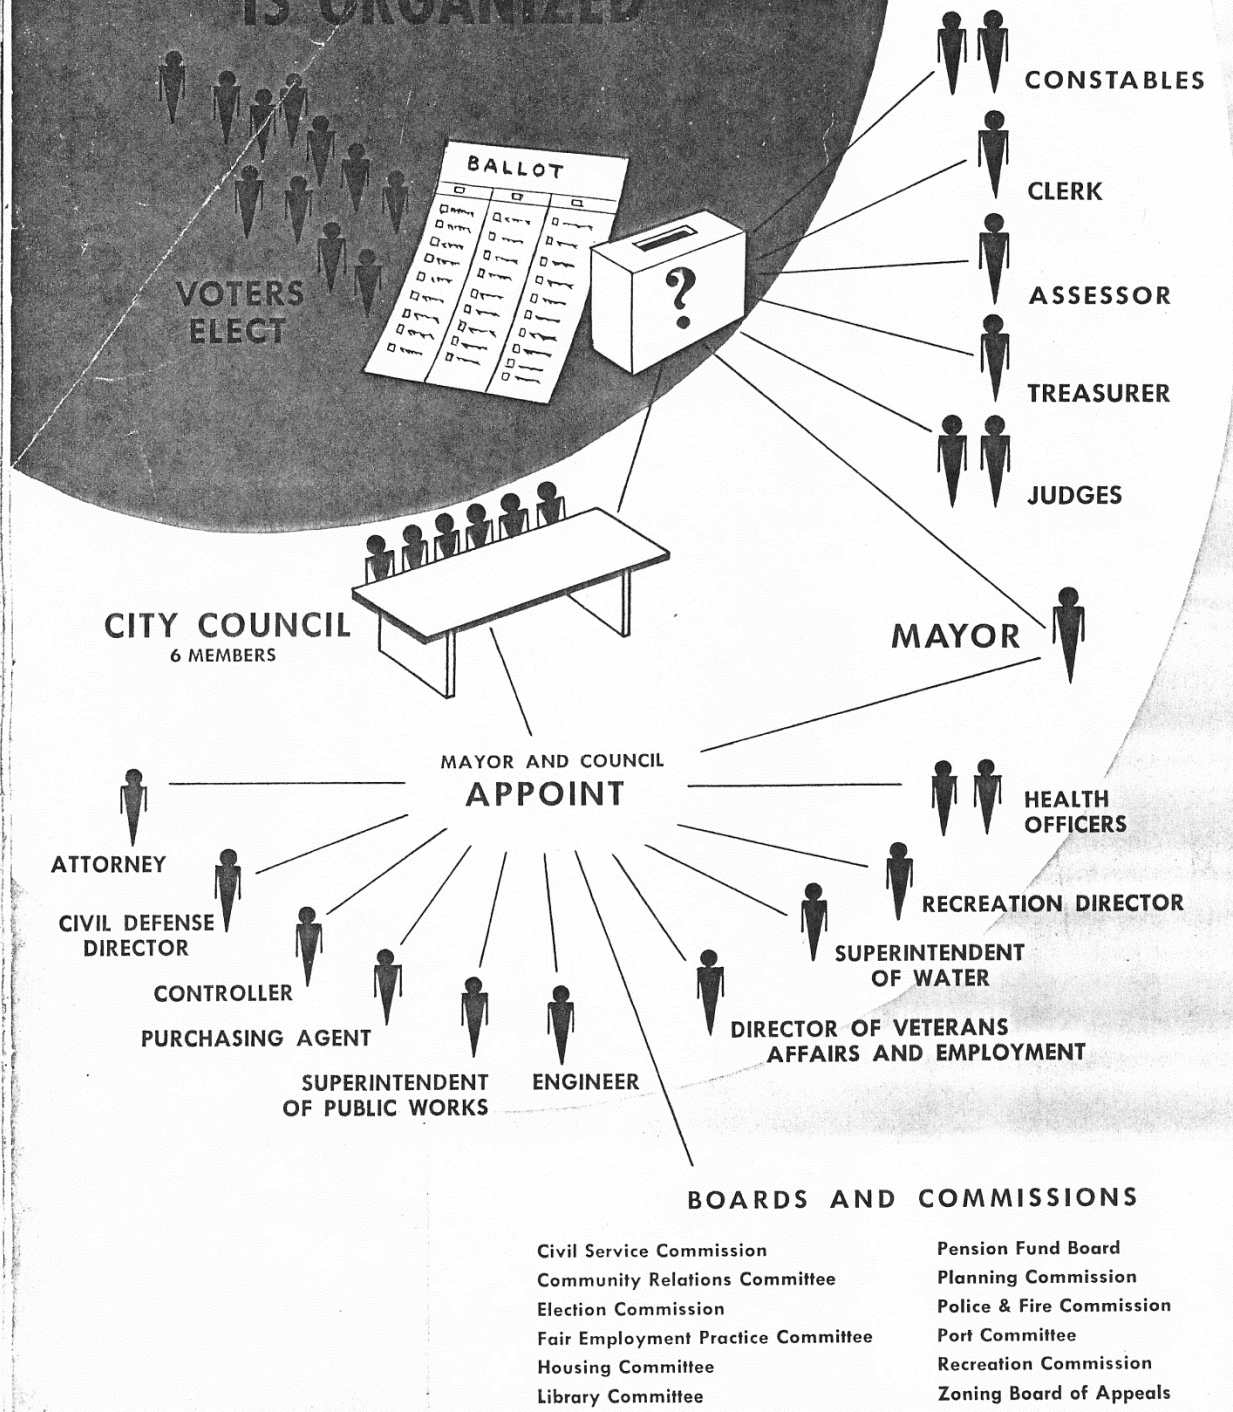 IS ORGANIZED
BALLOT
?
VOTERS
ELECT
CONSTABLES
CLERK
ASSESSOR
TREASURER
JUDGES
CITY COUNCIL
6 MEMBERS
MAYOR
MAYOR AND COUNCIL
APPOINT
ATTORNEY
CIVIL DEFENSE
DIRECTOR
CONTROLLER
PURCHASING AGENT
SUPERINTENDENT
OF PUBLIC WORKS
ENGINEER
HEALTH
OFFICERS
RECREATION DIRECTOR
SUPERINTENDENT
OF WATER
DIRECTOR OF VETERANS
AFFAIRS AND EMPLOYMENT
BOARDS AND COMMISSIONS
Civil Service Commission
Community Relations Committee
Election Commission
Fair Employment Practice Committee
Housing Committee
Library Committee
Pension Fund Board
Planning Commission
Police & Fire Commission
Port Committee
Recreation Commission
Zoning Board of Appeals